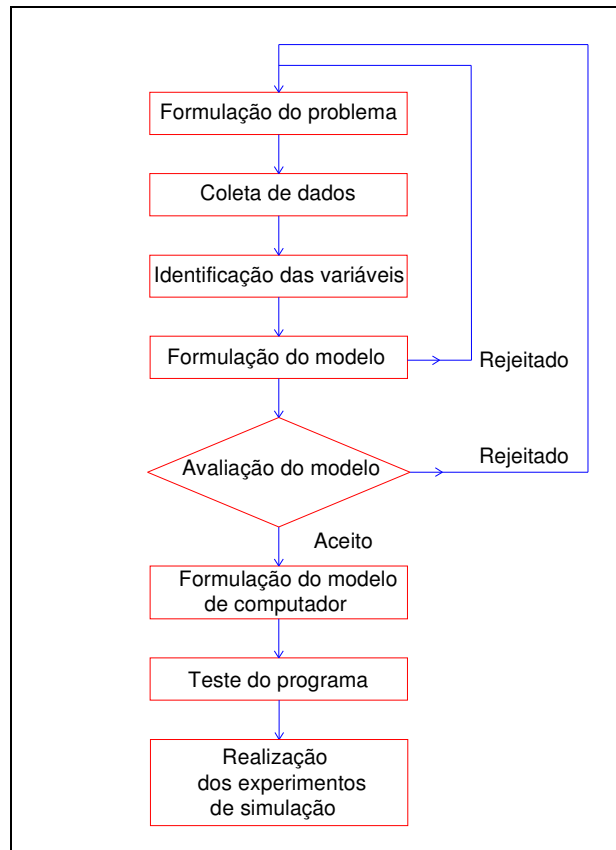 Formulação do problema
Coleta de dados
Identificação das variáveis
Formulação do modelo
Rejeitado
Avaliação do modelo
Rejeitado
Aceito
Formulação do modelo
de computador
Teste do programa
Realização
dos experimentos
de simulação